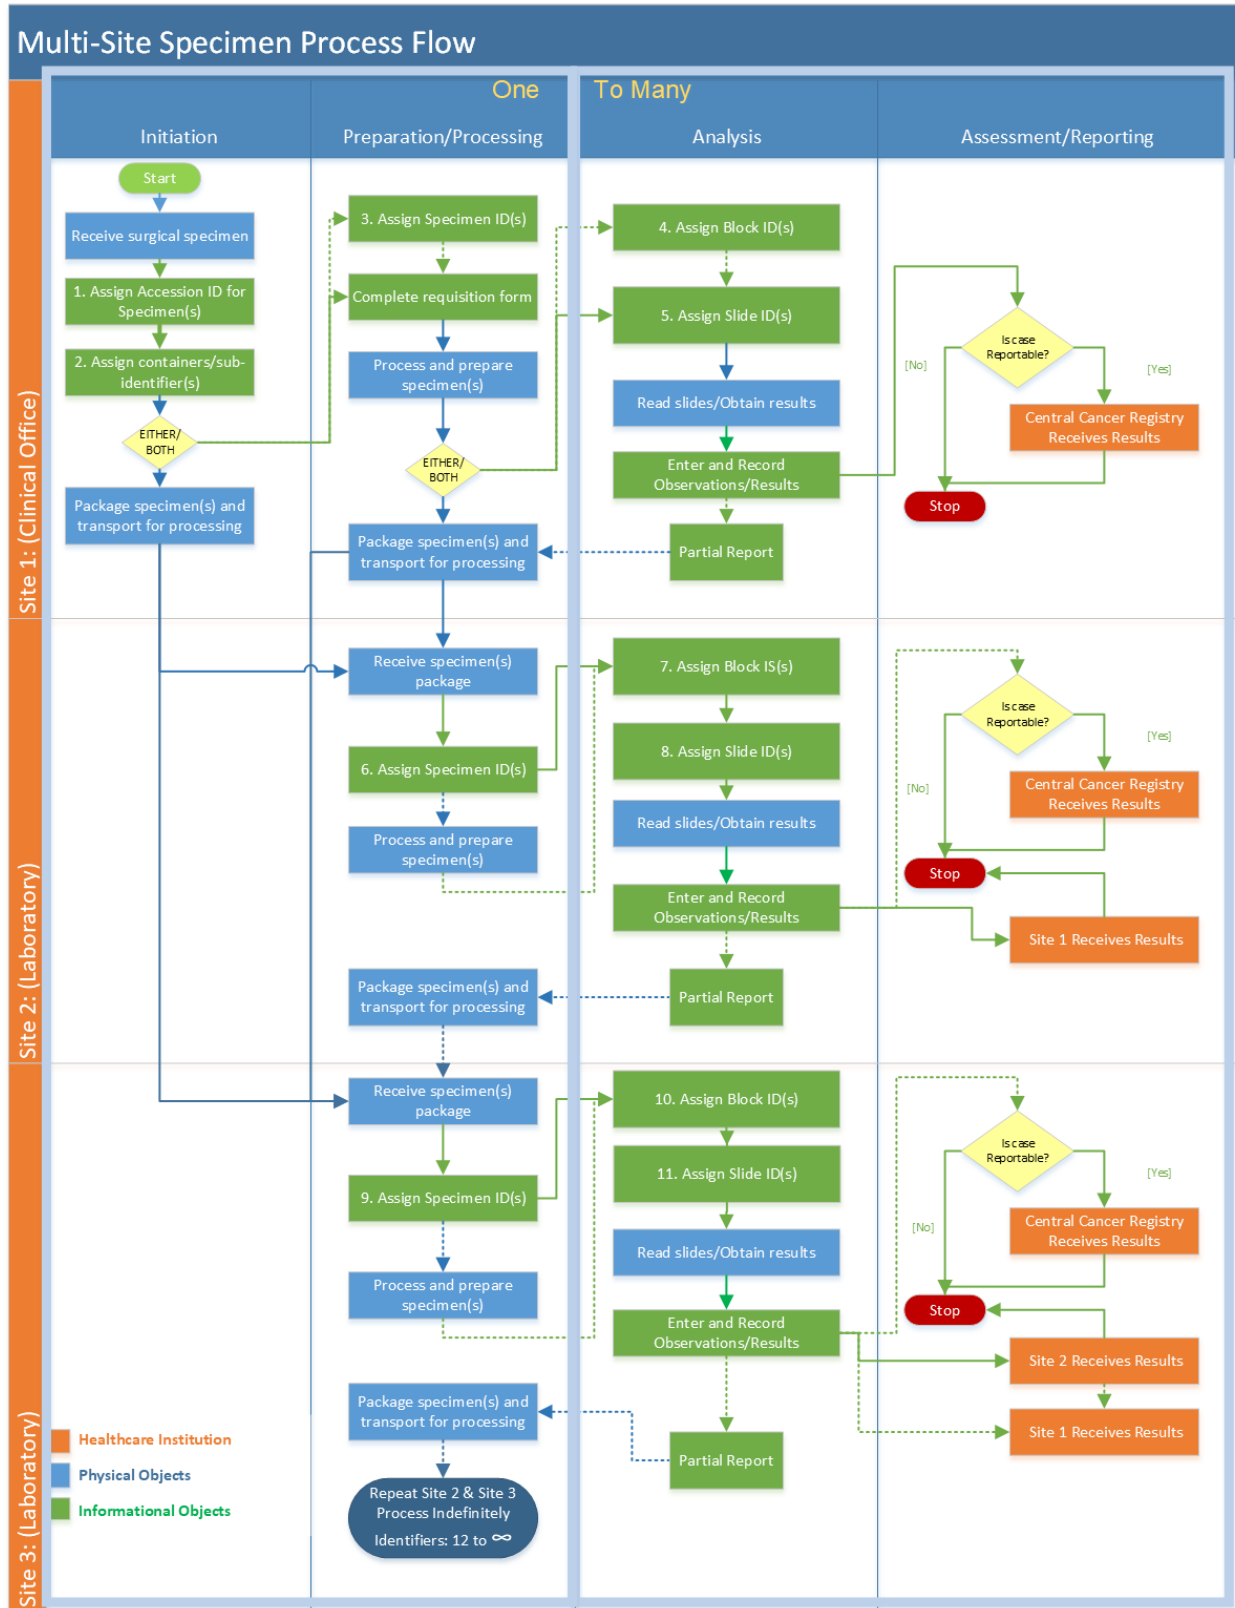 Multi-Site Specimen Process Flow
One
To Many
Initiation
Preparation/Processing
Analysis
Assessment/Reporting
Site 1: (Clinical Office)
Start
Receive surgical specimen
1. Assign Accession ID for
Specimen(s)
2. Assign containers/sub-
identifier(s)
EITHER/
BOTH
Package specimen(s) and
transport for processing
3. Assign Specimen ID(s)
Complete requisition form
Process and prepare
specimen(s)
EITHER/
BOTH
Package specimen(s) and
transport for processing
4. Assign Block ID(s)
5. Assign Slide ID(s)
Read slides/Obtain results
Enter and Record
Observations/Results
Partial Report
Is case
Reportable?
[No]
[Yes]
Central Cancer Registry
Receives Results
Stop
Site 2: (Laboratory)
Receive specimen(s)
package
6. Assign Specimen ID(s)
Process and prepare
specimen(s)
Package specimen(s) and
transport for processing
7. Assign Block IS(s)
8. Assign Slide ID(s)
Read slides/Obtain results
Enter and Record
Observations/Results
Partial Report
Is case
Reportable?
[Yes]
[No]
Central Cancer Registry
Receives Results
Stop
Site 1 Receives Results
Site 3: (Laboratory)
Receive specimen(s)
package
9. Assign Specimen ID(s)
Process and prepare
specimen(s)
Package specimen(s) and
transport for processing
Repeat Site 2 & Site 3
Process Indefinitely
Identifiers: 12 to ∞
10. Assign Block ID(s)
11. Assign Slide ID(s)
Read slides/Obtain results
Enter and Record
Observations/Results
Partial Report
Is case
Reportable?
[Yes]
[No]
Central Cancer Registry
Receives Results
Stop
Site 2 Receives Results
Site 1 Receives Results
Healthcare Institution
Physical Objects
Informational Objects